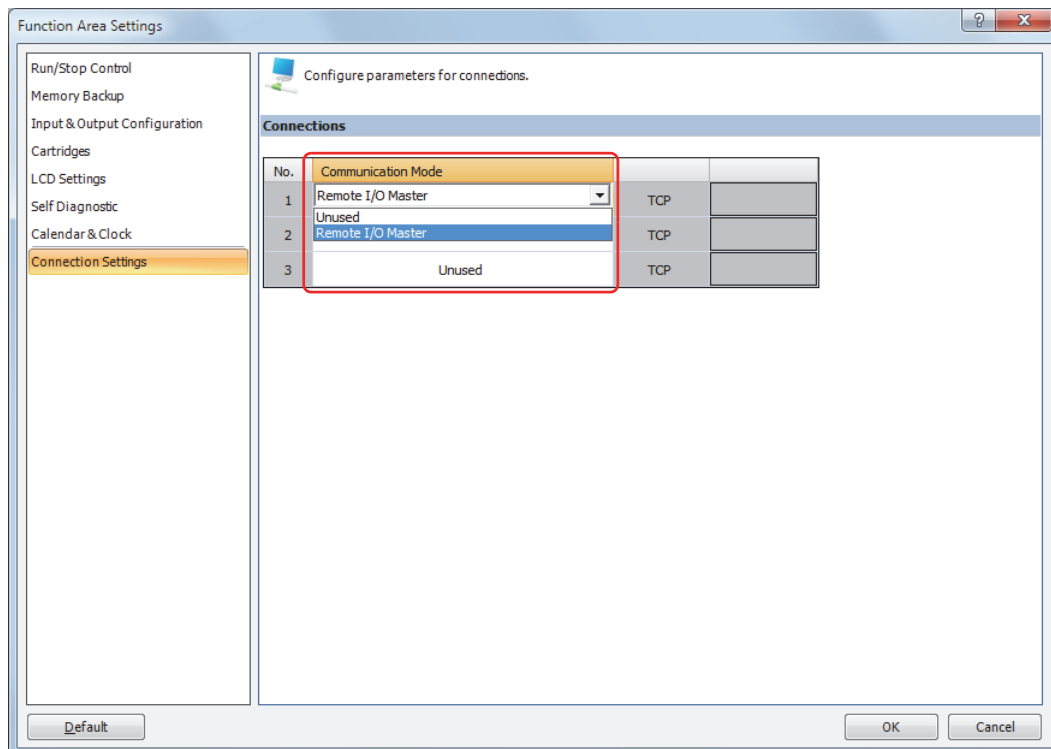 Function Area Settings
?
X
Run/Stop Control
Memory Backup
Input & Output Configuration
Cartridges
LCD Settings
Self Diagnostic
Calendar & Clock
Connection Settings
Configure parameters for connections.
Connections
No. Communication Mode
1 Remote I/O Master TCP
Unused
2 Remote I/O Master TCP
3 Unused TCP
Default
OK
Cancel